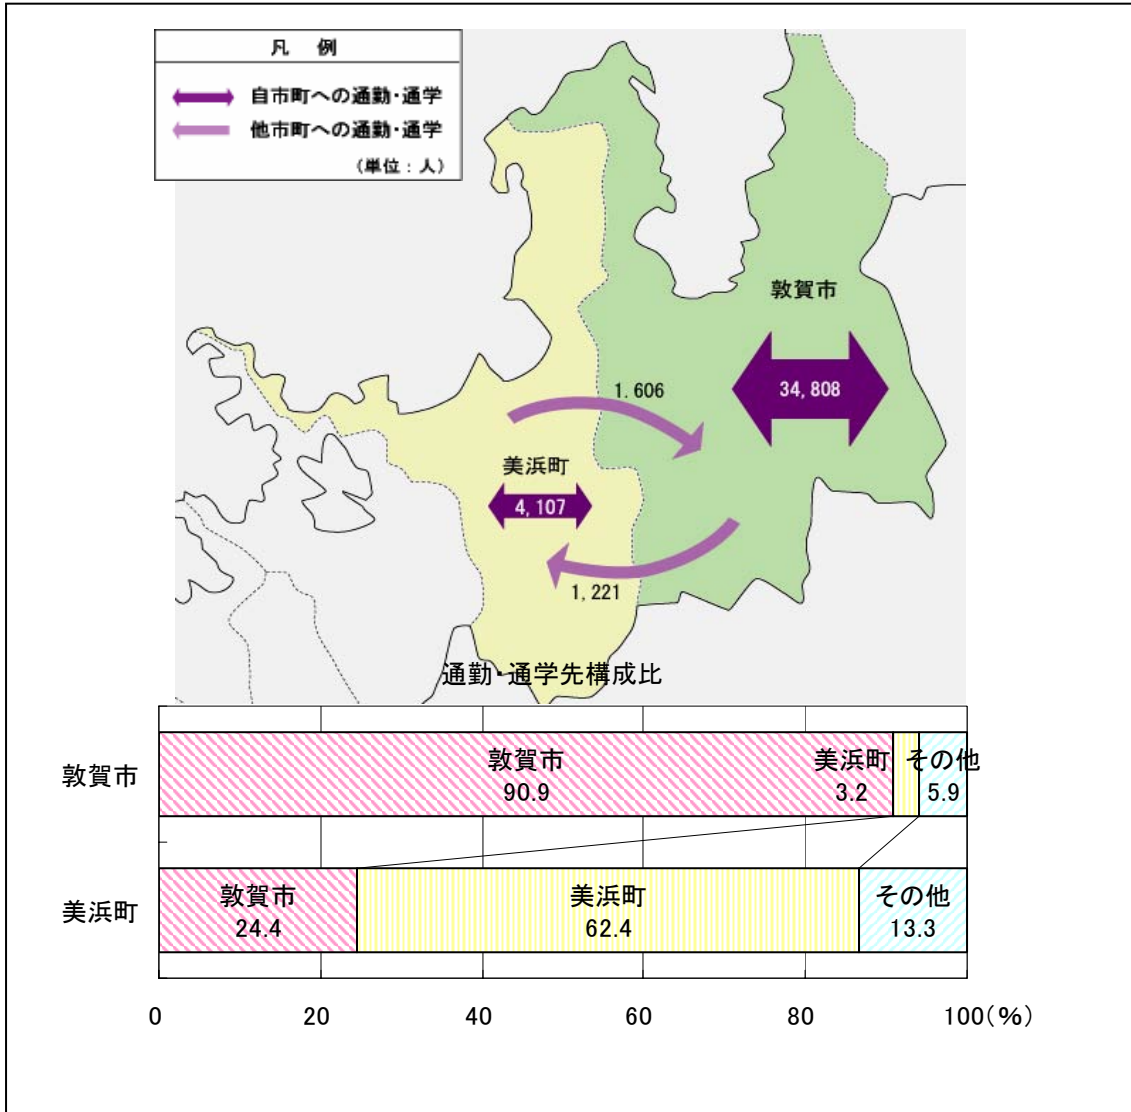 凡 例
自市町への通勤・通学
他市町への通勤・通学
(単位：人)
敦賀市
34,808
1.606
美浜町
4,107
1,221
通勤・通学先構成比
敦賀市
敦賀市
90.9
美浜町
3.2
その他
5.9
美浜町
敦賀市
24.4
美浜町
62.4
その他
13.3
0 20 40 60 80 100(%)